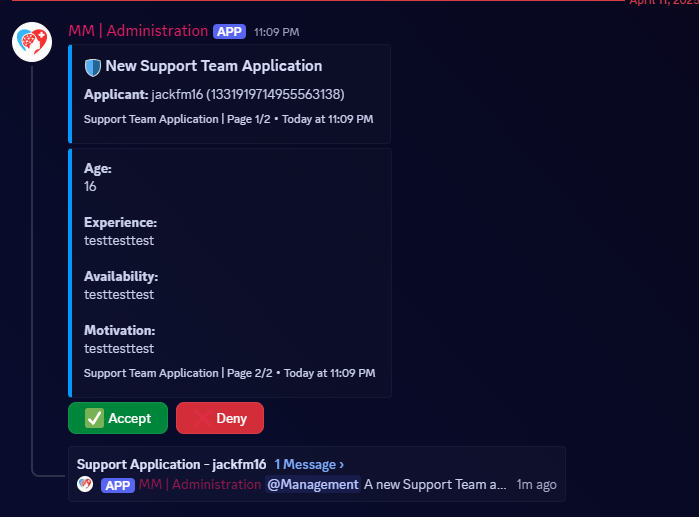 April 11, 2025
MM | Administration APP 11:09 PM
New Support Team Application
Applicant: jackfm16 (1331919714955563138)
Support Team Application | Page 1/2 • Today at 11:09 PM
Age:
16
Experience:
testtesttest
Availability:
testtesttest
Motivation:
testtesttest
Support Team Application | Page 2/2 • Today at 11:09 PM
Accept Deny
Support Application - jackfm16 1 Message ›
APP MM | Administration @Management A new Support Team a... 1m ago